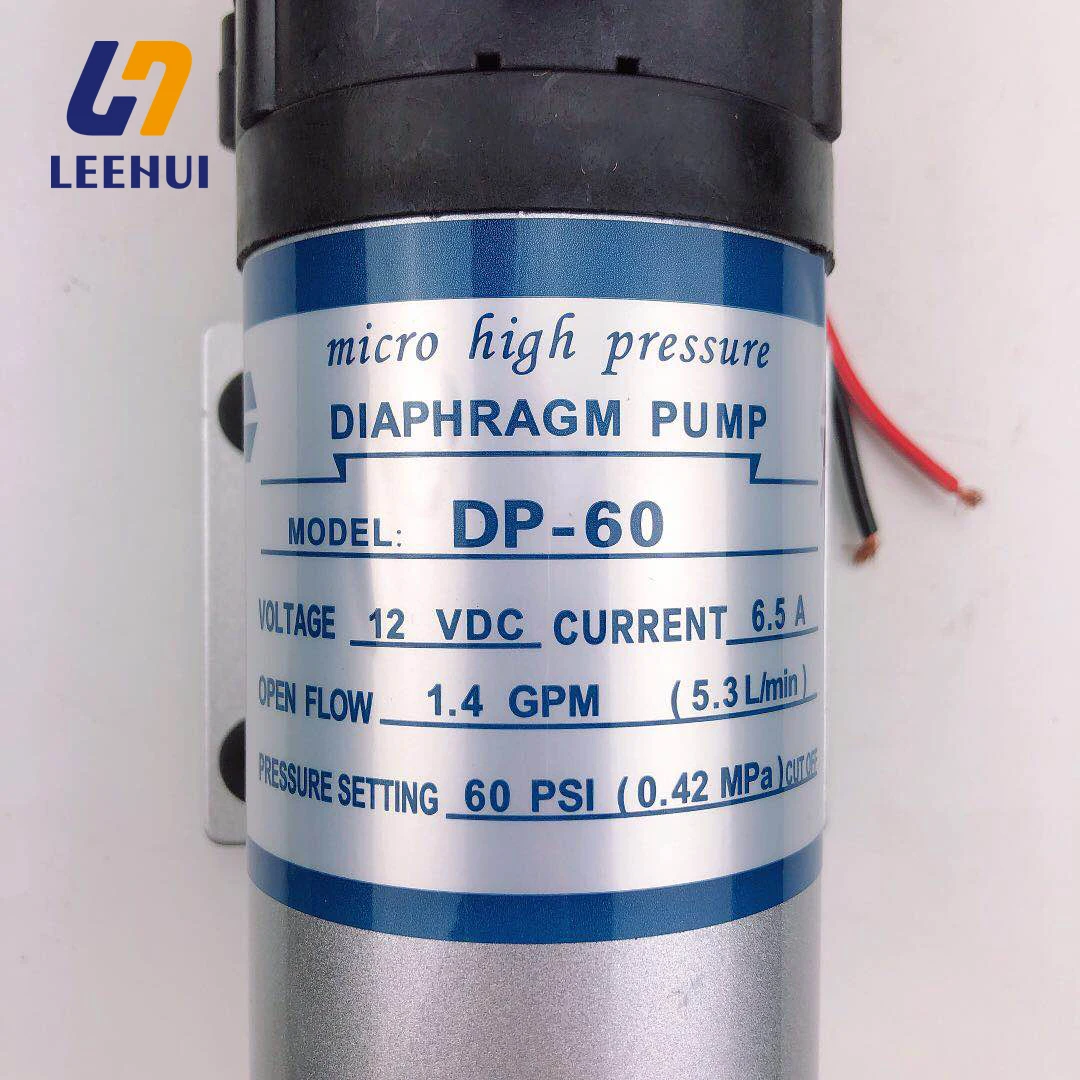 LEEHUI
micro high pressure
DIAPHRAGM PUMP
MODEL: DP-60
VOLTAGE 12 VDC CURRENT 6.5 A
OPEN FLOW 1.4 GPM (5.3 L/min)
PRESSURE SETTING 60 PSI (0.42 MPa) CUT OFF